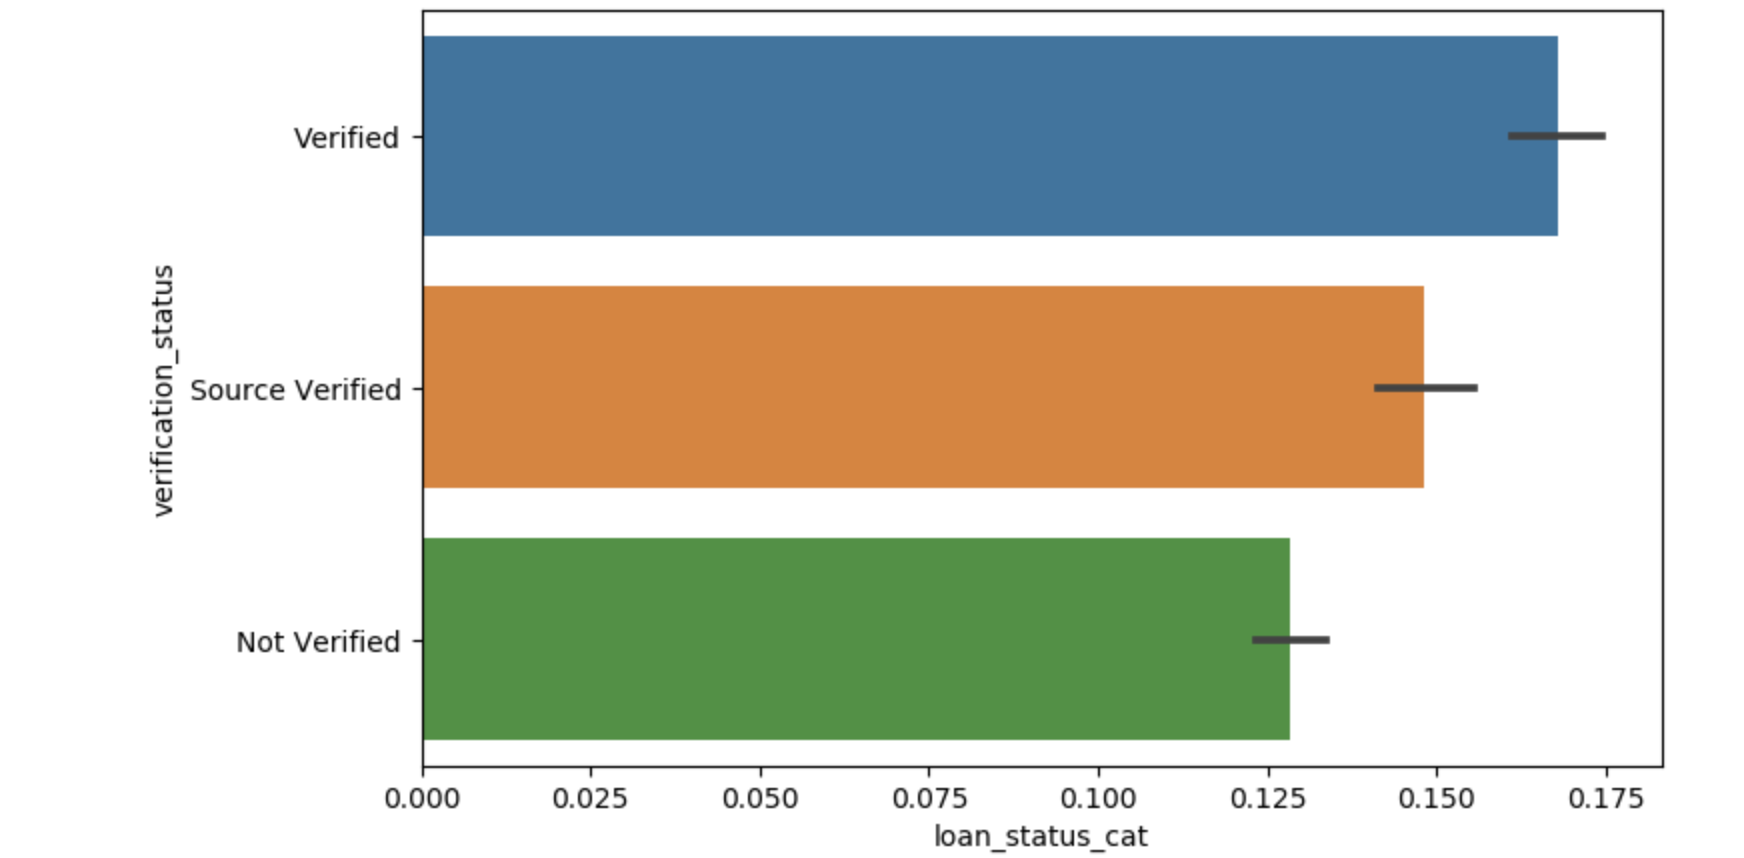 verification_status
Verified
Source Verified
Not Verified
0.000 0.025 0.050 0.075 0.100 0.125 0.150 0.175
loan_status_cat